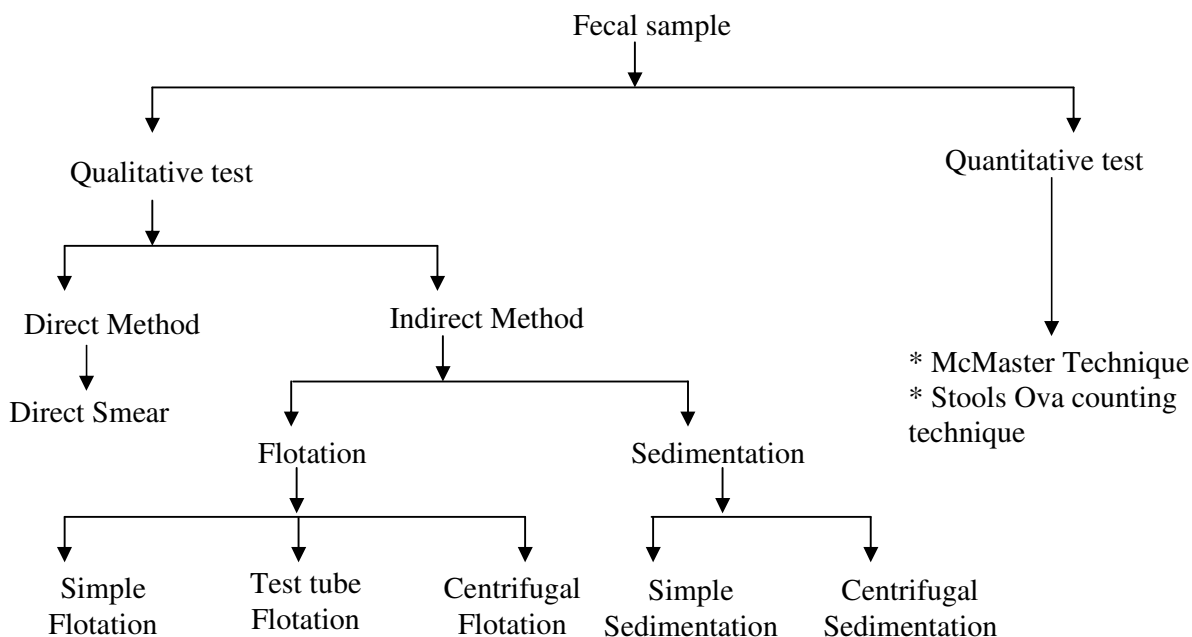 Fecal sample
Qualitative test
Quantitative test
Direct Method
Indirect Method
* McMaster Technique
* Stools Ova counting
technique
Direct Smear
Flotation
Sedimentation
Simple
Flotation
Test tube
Flotation
Centrifugal
Flotation
Simple
Sedimentation
Centrifugal
Sedimentation